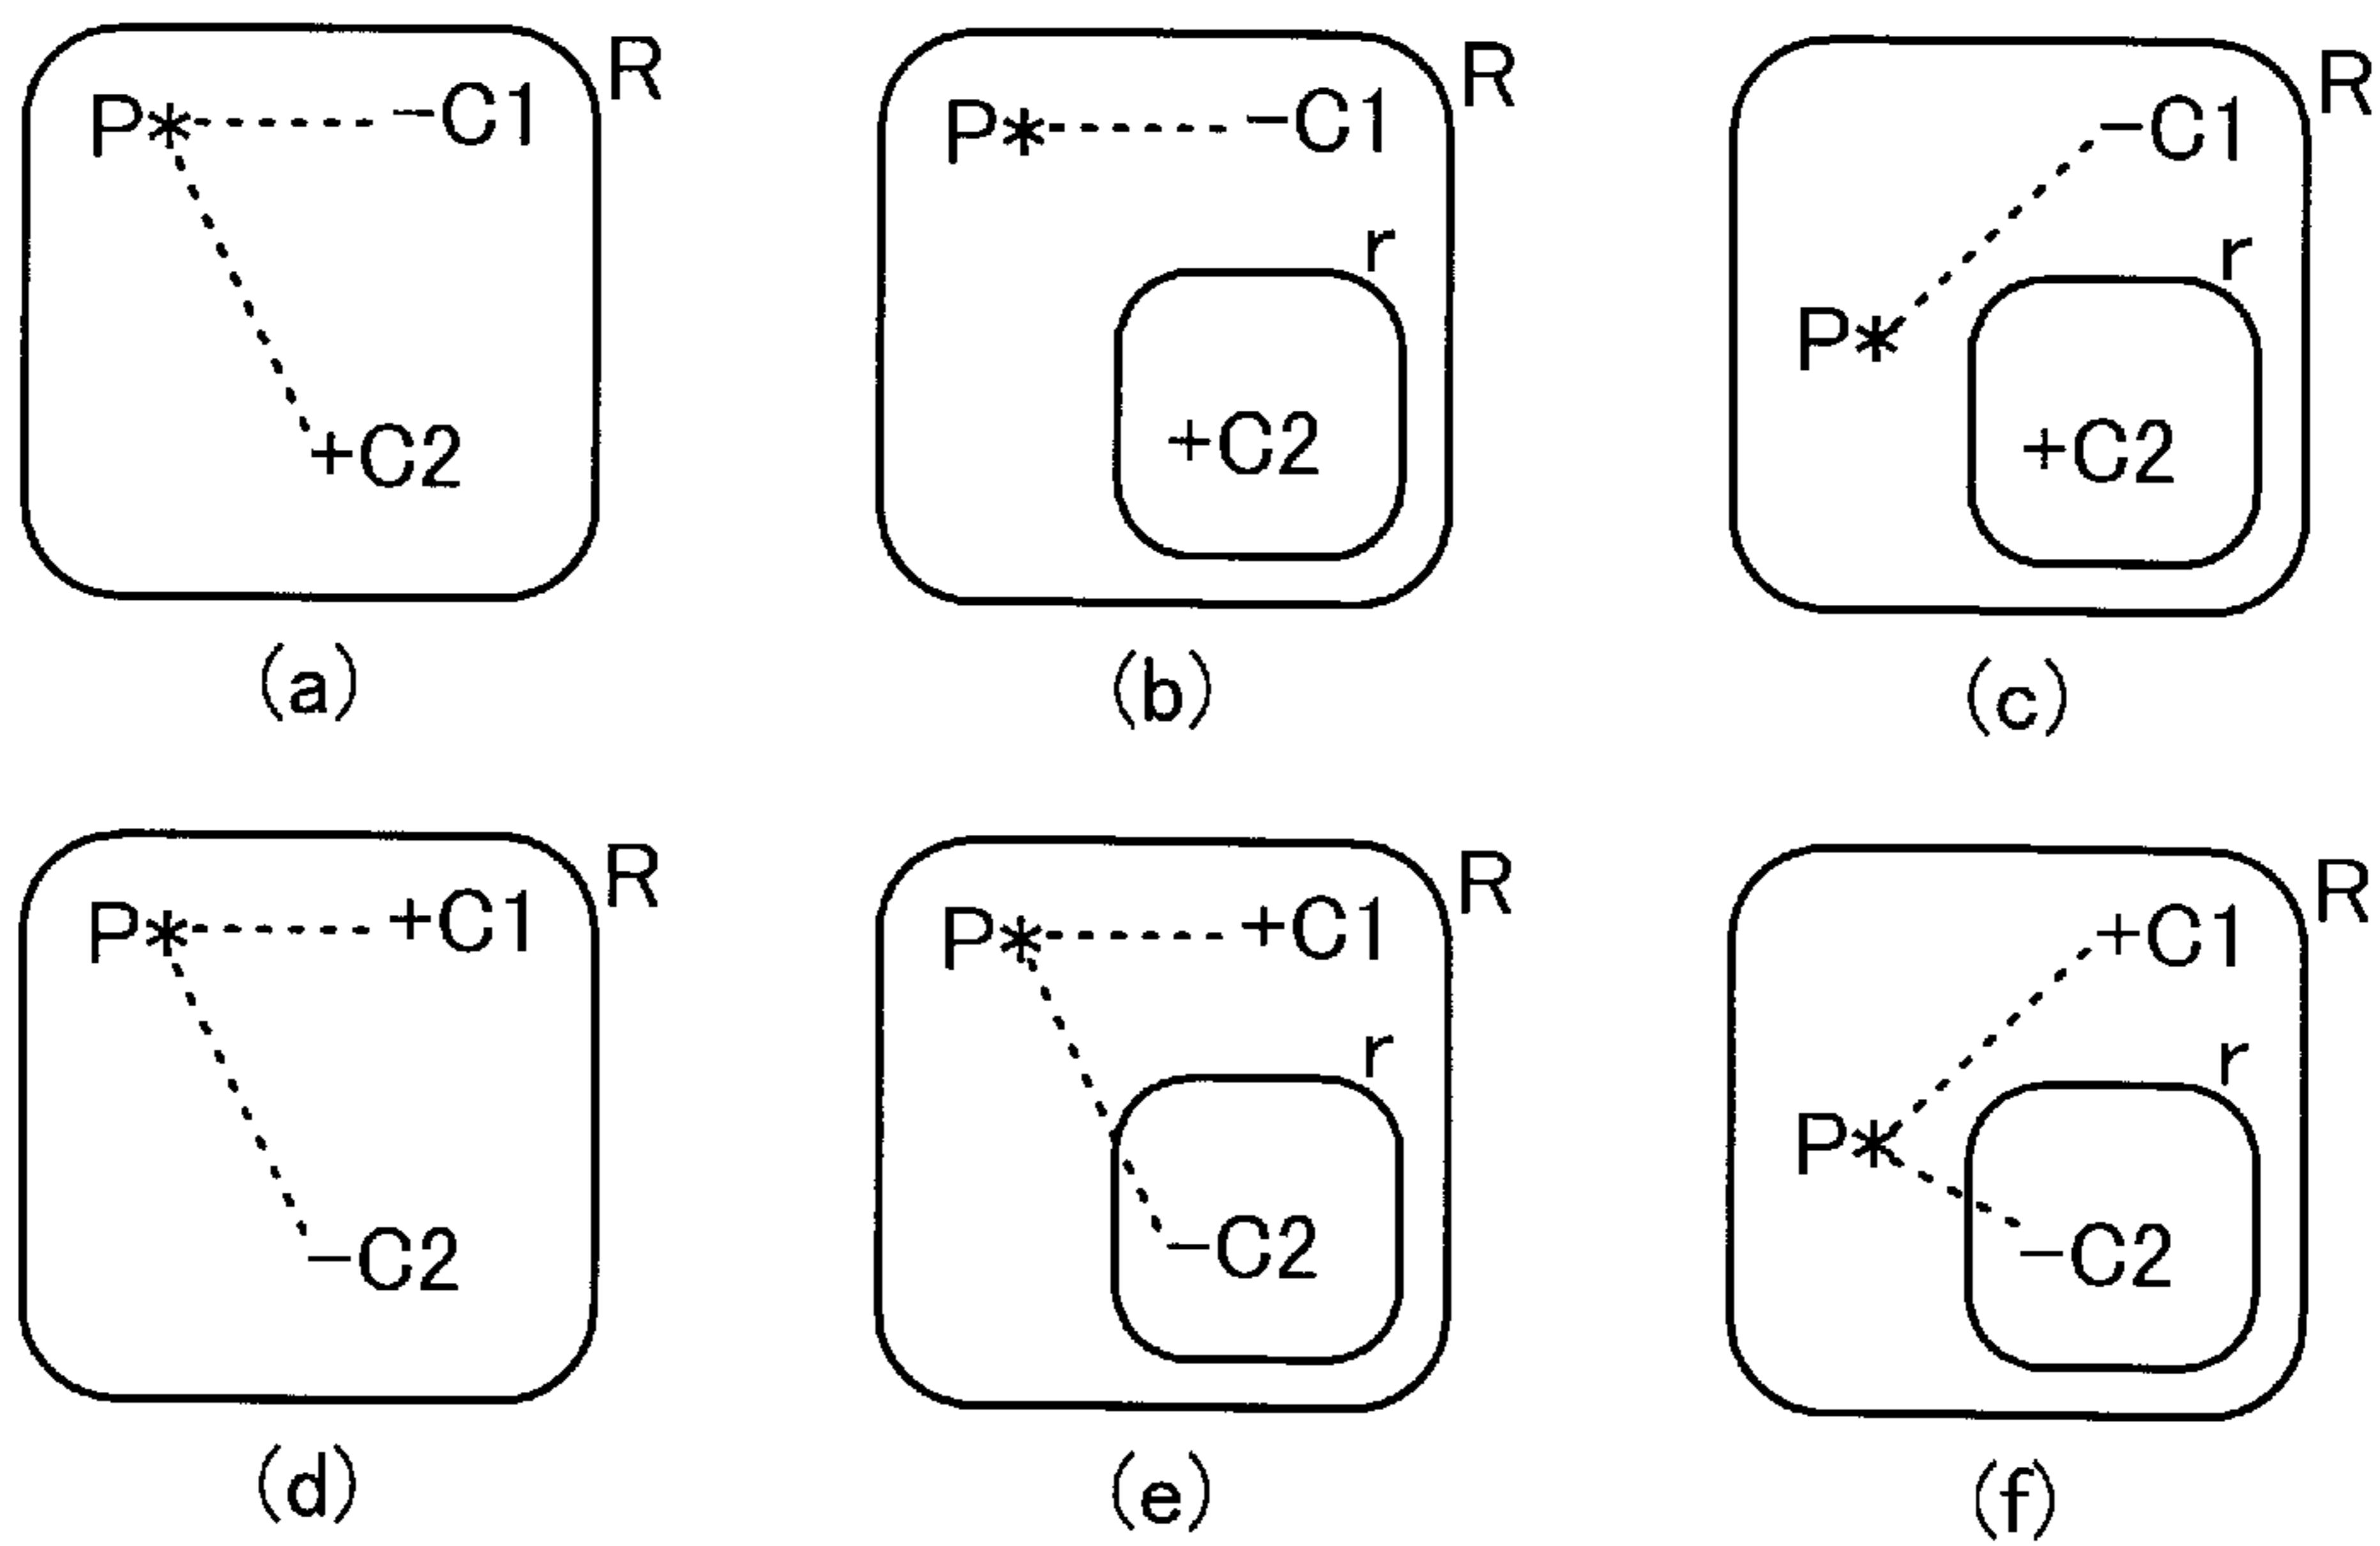 R
P* -C1
+C2
(a)
R
P* -C1
r
+C2
(b)
R
-C1
r
P*
+C2
(c)
R
P* +C1
-C2
(d)
R
P* +C1
r
-C2
(e)
R
+C1
r
P*
-C2
(f)